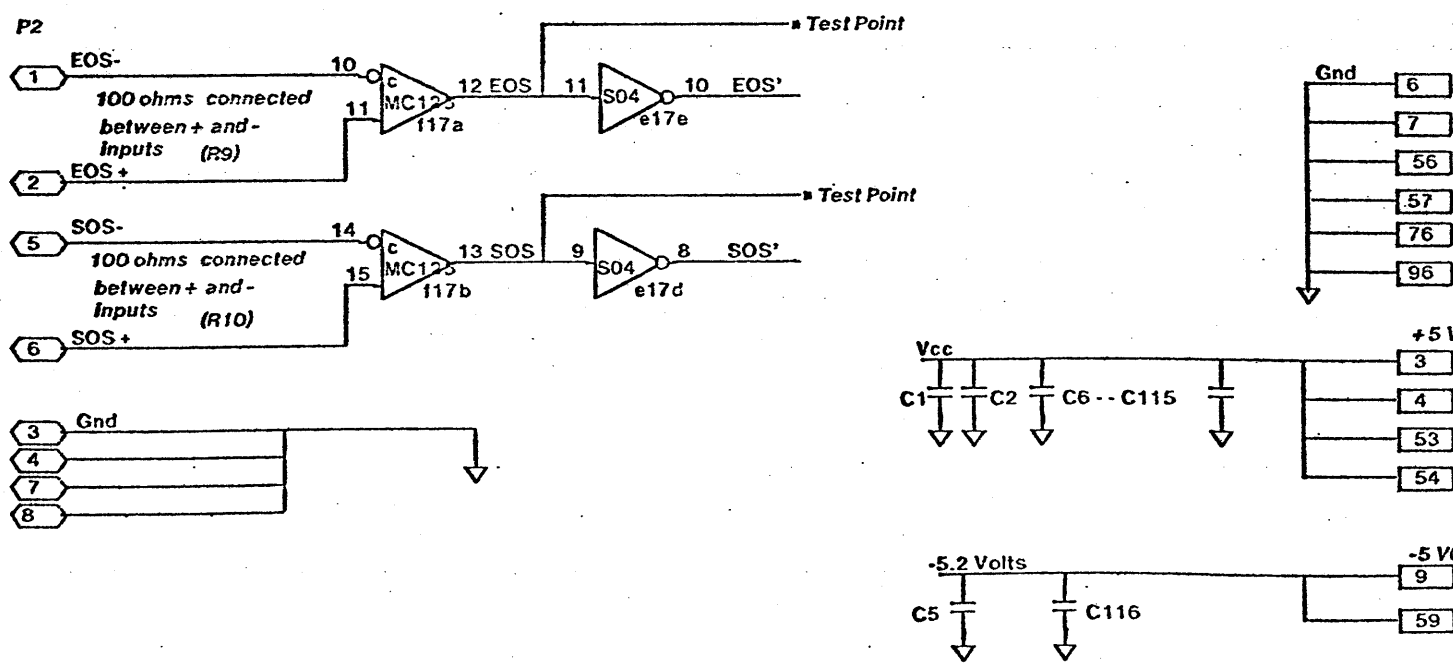 P2
1 EOS-
100 ohms connected
between + and -
inputs (R9)
2 EOS +
10
11
c
MC125
f17a
12 EOS 11
S04
e17e
10 EOS'
Test Point
5 SOS-
100 ohms connected
between + and -
inputs (R10)
6 SOS +
14
15
c
MC125
f17b
13 SOS 9
S04
e17d
8 SOS'
Test Point
3 Gnd
4
7
8
Gnd 6
7
56
57
76
96
Vcc
C1 C2 C6 -- C115
+5 V
3
4
53
54
-5.2 Volts
C5 C116
9
59